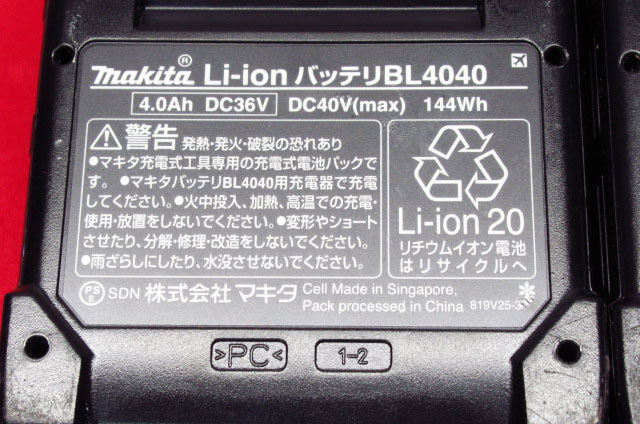 makita® Li-ion バッテリBL4040
4.0Ah DC36V DC40V(max) 144Wh
警告 発熱・発火・破裂の恐れあり
●マキタ充電式工具専用の充電式電池パックで
す。●マキタバッテリBL4040用充電器で充電
してください。●火中投入、加熱、高温での充電・
使用・放置をしないでください。●変形やショート
させたり、分解・修理・改造をしないでください。
●雨ざらしにしたり、水没させないでください。
Li-ion 20
リチウムイオン電池
はリサイクルへ
PSE SDN 株式会社 マキタ
Cell Made in Singapore,
Pack processed in China 819V25-3
>PC<
1-2